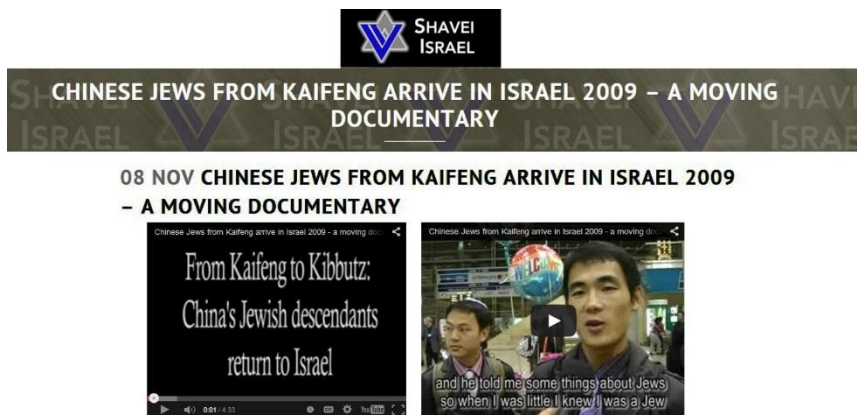 SHAVEI
ISRAEL
CHINESE JEWS FROM KAIFENG ARRIVE IN ISRAEL 2009 – A MOVING
DOCUMENTARY
08 NOV CHINESE JEWS FROM KAIFENG ARRIVE IN ISRAEL 2009
– A MOVING DOCUMENTARY
Chinese Jews from Kaifeng arrive in Israel 2009 - a moving doc
From Kaifeng to Kibbutz:
China's Jewish descendants
return to Israel
0:01 / 4:33
YouTube
Chinese Jews from Kaifeng arrive in Israel 2009 - a moving doc
WELCOME
and he told me some things about Jews
so when I was little I knew I was a Jew